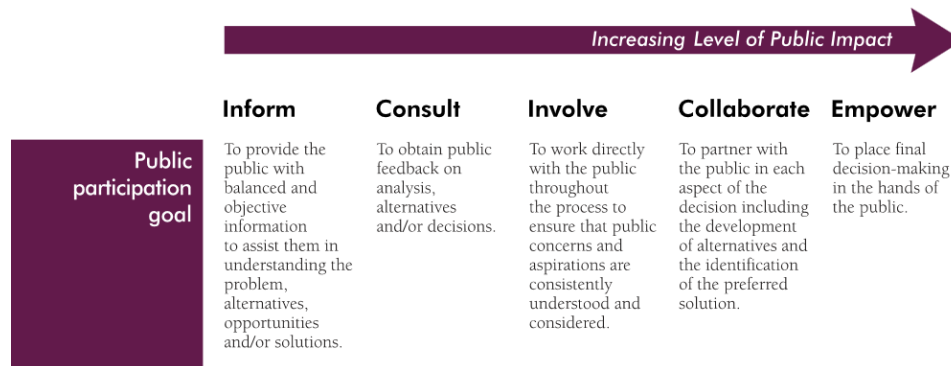 Increasing Level of Public Impact
Inform
Consult
Involve
Collaborate
Empower
Public
participation
goal
To provide the
public with
balanced and
objective
information
to assist them in
understanding the
problem,
alternatives,
opportunities
and/or solutions.
To obtain public
feedback on
analysis,
alternatives
and/or decisions.
To work directly
with the public
throughout
the process to
ensure that public
concerns and
aspirations are
consistently
understood and
considered.
To partner with
the public in each
aspect of the
decision including
the development
of alternatives and
the identification
of the preferred
solution.
To place final
decision-making
in the hands of
the public.